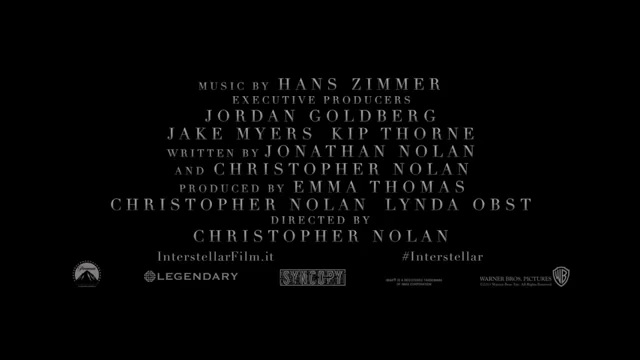 MUSIC BY HANS ZIMMER
EXECUTIVE PRODUCERS
JORDAN GOLDBERG
JAKE MYERS KIP THORNE
WRITTEN BY JONATHAN NOLAN
AND CHRISTOPHER NOLAN
PRODUCED BY EMMA THOMAS
CHRISTOPHER NOLAN LYNDA OBST
DIRECTED BY
CHRISTOPHER NOLAN
InterstellarFilm.it #Interstellar
LEGENDARY SYNCOPY WARNER BROS. PICTURES